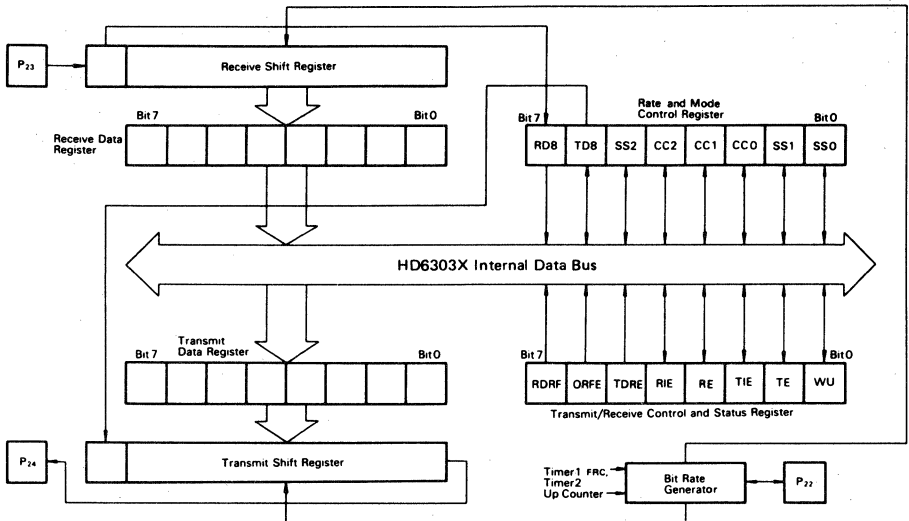 P23
Receive Shift Register
Bit 7
Bit 0
Receive Data
Register
Rate and Mode
Control Register
Bit 7
Bit 0
RD8 TD8 SS2 CC2 CC1 CC0 SS1 SS0
HD6303X Internal Data Bus
Transmit
Data Register
Bit 7
Bit 0
Bit 7
Bit 0
RDRF ORFE TDRE RIE RE TIE TE WU
Transmit/Receive Control and Status Register
P24
Transmit Shift Register
Timer1 FRC,
Timer2
Up Counter
Bit Rate
Generator
P22